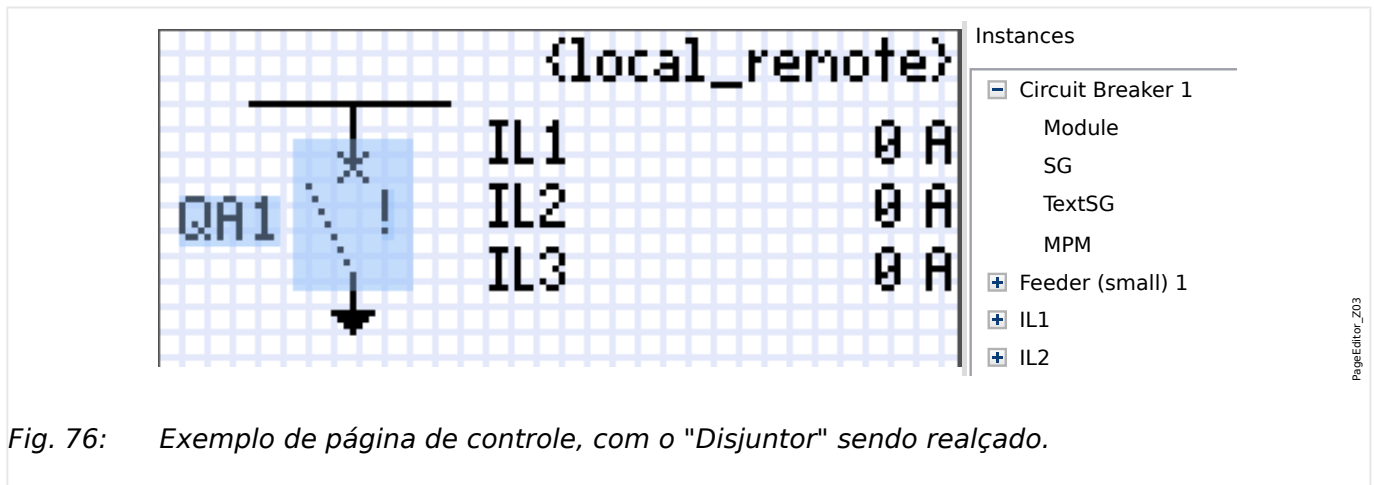 {local_remote}
IL1 0 A
QA1 ! IL2 0 A
IL3 0 A
Instances
Circuit Breaker 1
Module
SG
TextSG
MPM
Feeder (small) 1
IL1
IL2
PageEditor_Z03
Fig. 76: Exemplo de página de controle, com o "Disjuntor" sendo realçado.